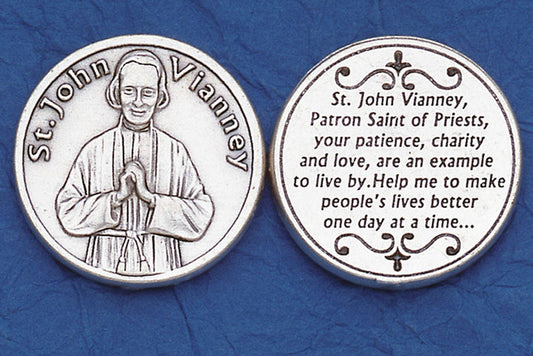 St. John Vianney
St. John Vianney,
Patron Saint of Priests,
your patience, charity
and love, are an example
to live by.Help me to make
people's lives better
one day at a time...